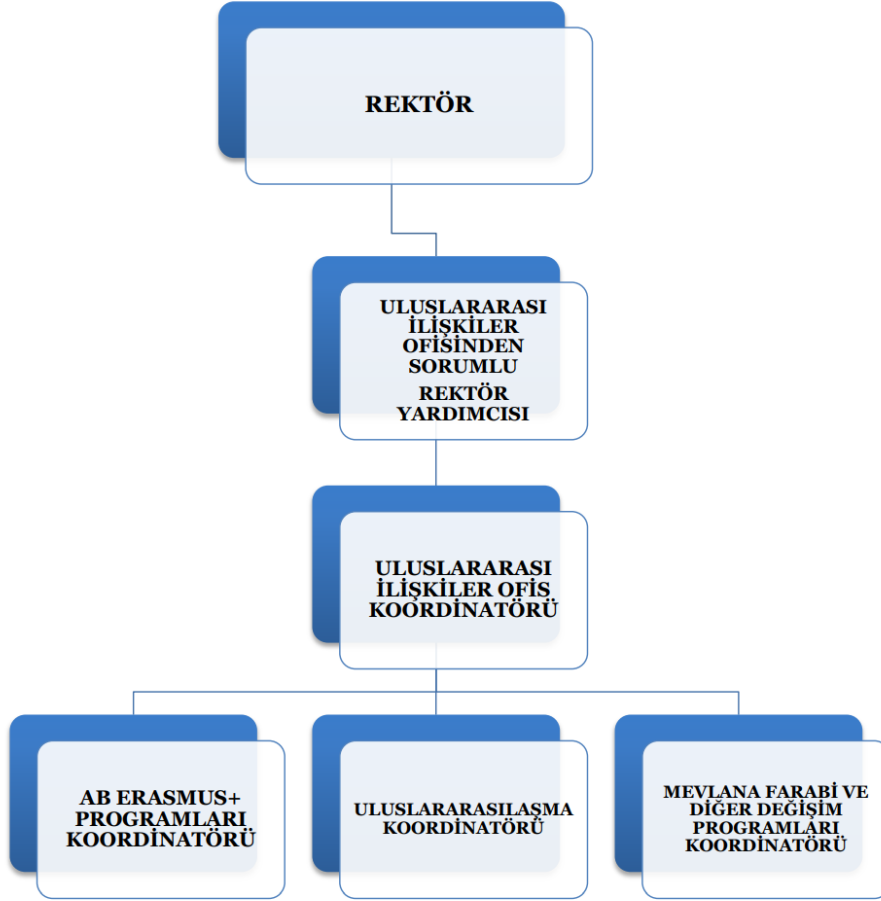 REKTÖR
ULUSLARARASI
İLİŞKİLER
OFİSİNDEN
SORUMLU
REKTÖR
YARDIMCISI
ULUSLARARASI
İLİŞKİLER OFİS
KOORDİNATÖRÜ
AB ERASMUS+
PROGRAMLARI
KOORDİNATÖRÜ
ULUSLARARASILAŞMA
KOORDİNATÖRÜ
MEVLANA FARABİ VE
DİĞER DEĞİŞİM
PROGRAMLARI
KOORDİNATÖRÜ